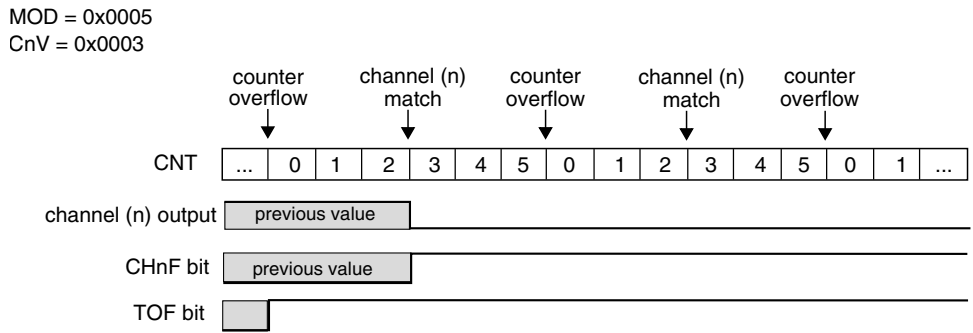 MOD = 0x0005
CnV = 0x0003
counter overflow
channel (n) match
counter overflow
channel (n) match
counter overflow
CNT ... 0 1 2 3 4 5 0 1 2 3 4 5 0 1 ...
channel (n) output previous value
CHnF bit previous value
TOF bit